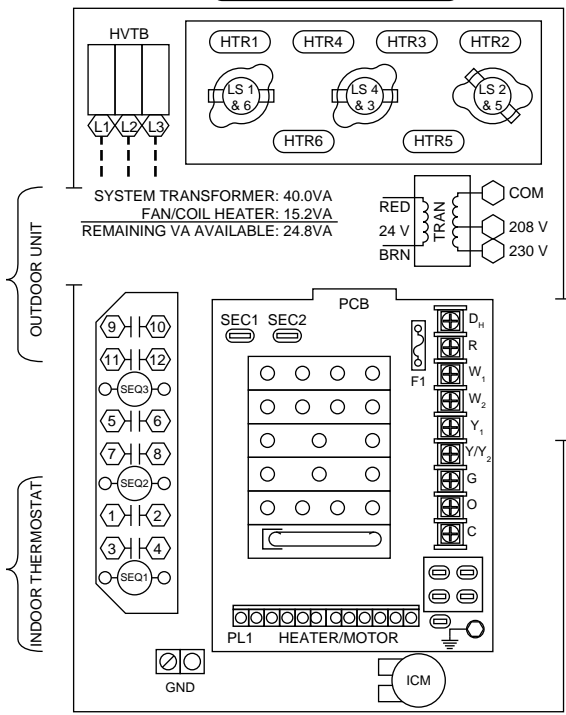 HVTB
HTR1
HTR4
HTR3
HTR2
LS 1
& 6
LS 4
& 3
LS 2
& 5
HTR6
HTR5
L1
L2
L3
SYSTEM TRANSFORMER: 40.0VA
FAN/COIL HEATER: 15.2VA
REMAINING VA AVAILABLE: 24.8VA
RED
24 V
BRN
TRAN
COM
208 V
230 V
OUTDOOR UNIT
INDOOR THERMOSTAT
9
10
11
12
SEQ3
5
6
7
8
SEQ2
1
2
3
4
SEQ1
PCB
SEC1
SEC2
F1
DH
R
W1
W2
Y1
Y/Y2
G
O
C
PL1
HEATER/MOTOR
GND
ICM